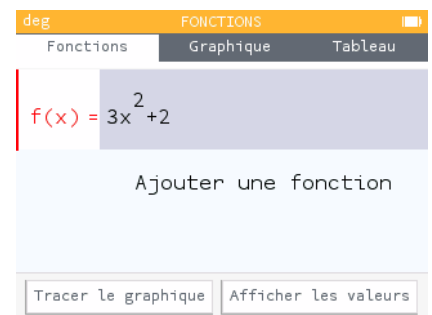 deg FONCTIONS
Fonctions Graphique Tableau
f(x) = 3x²+2
Ajouter une fonction
Tracer le graphique Afficher les valeurs